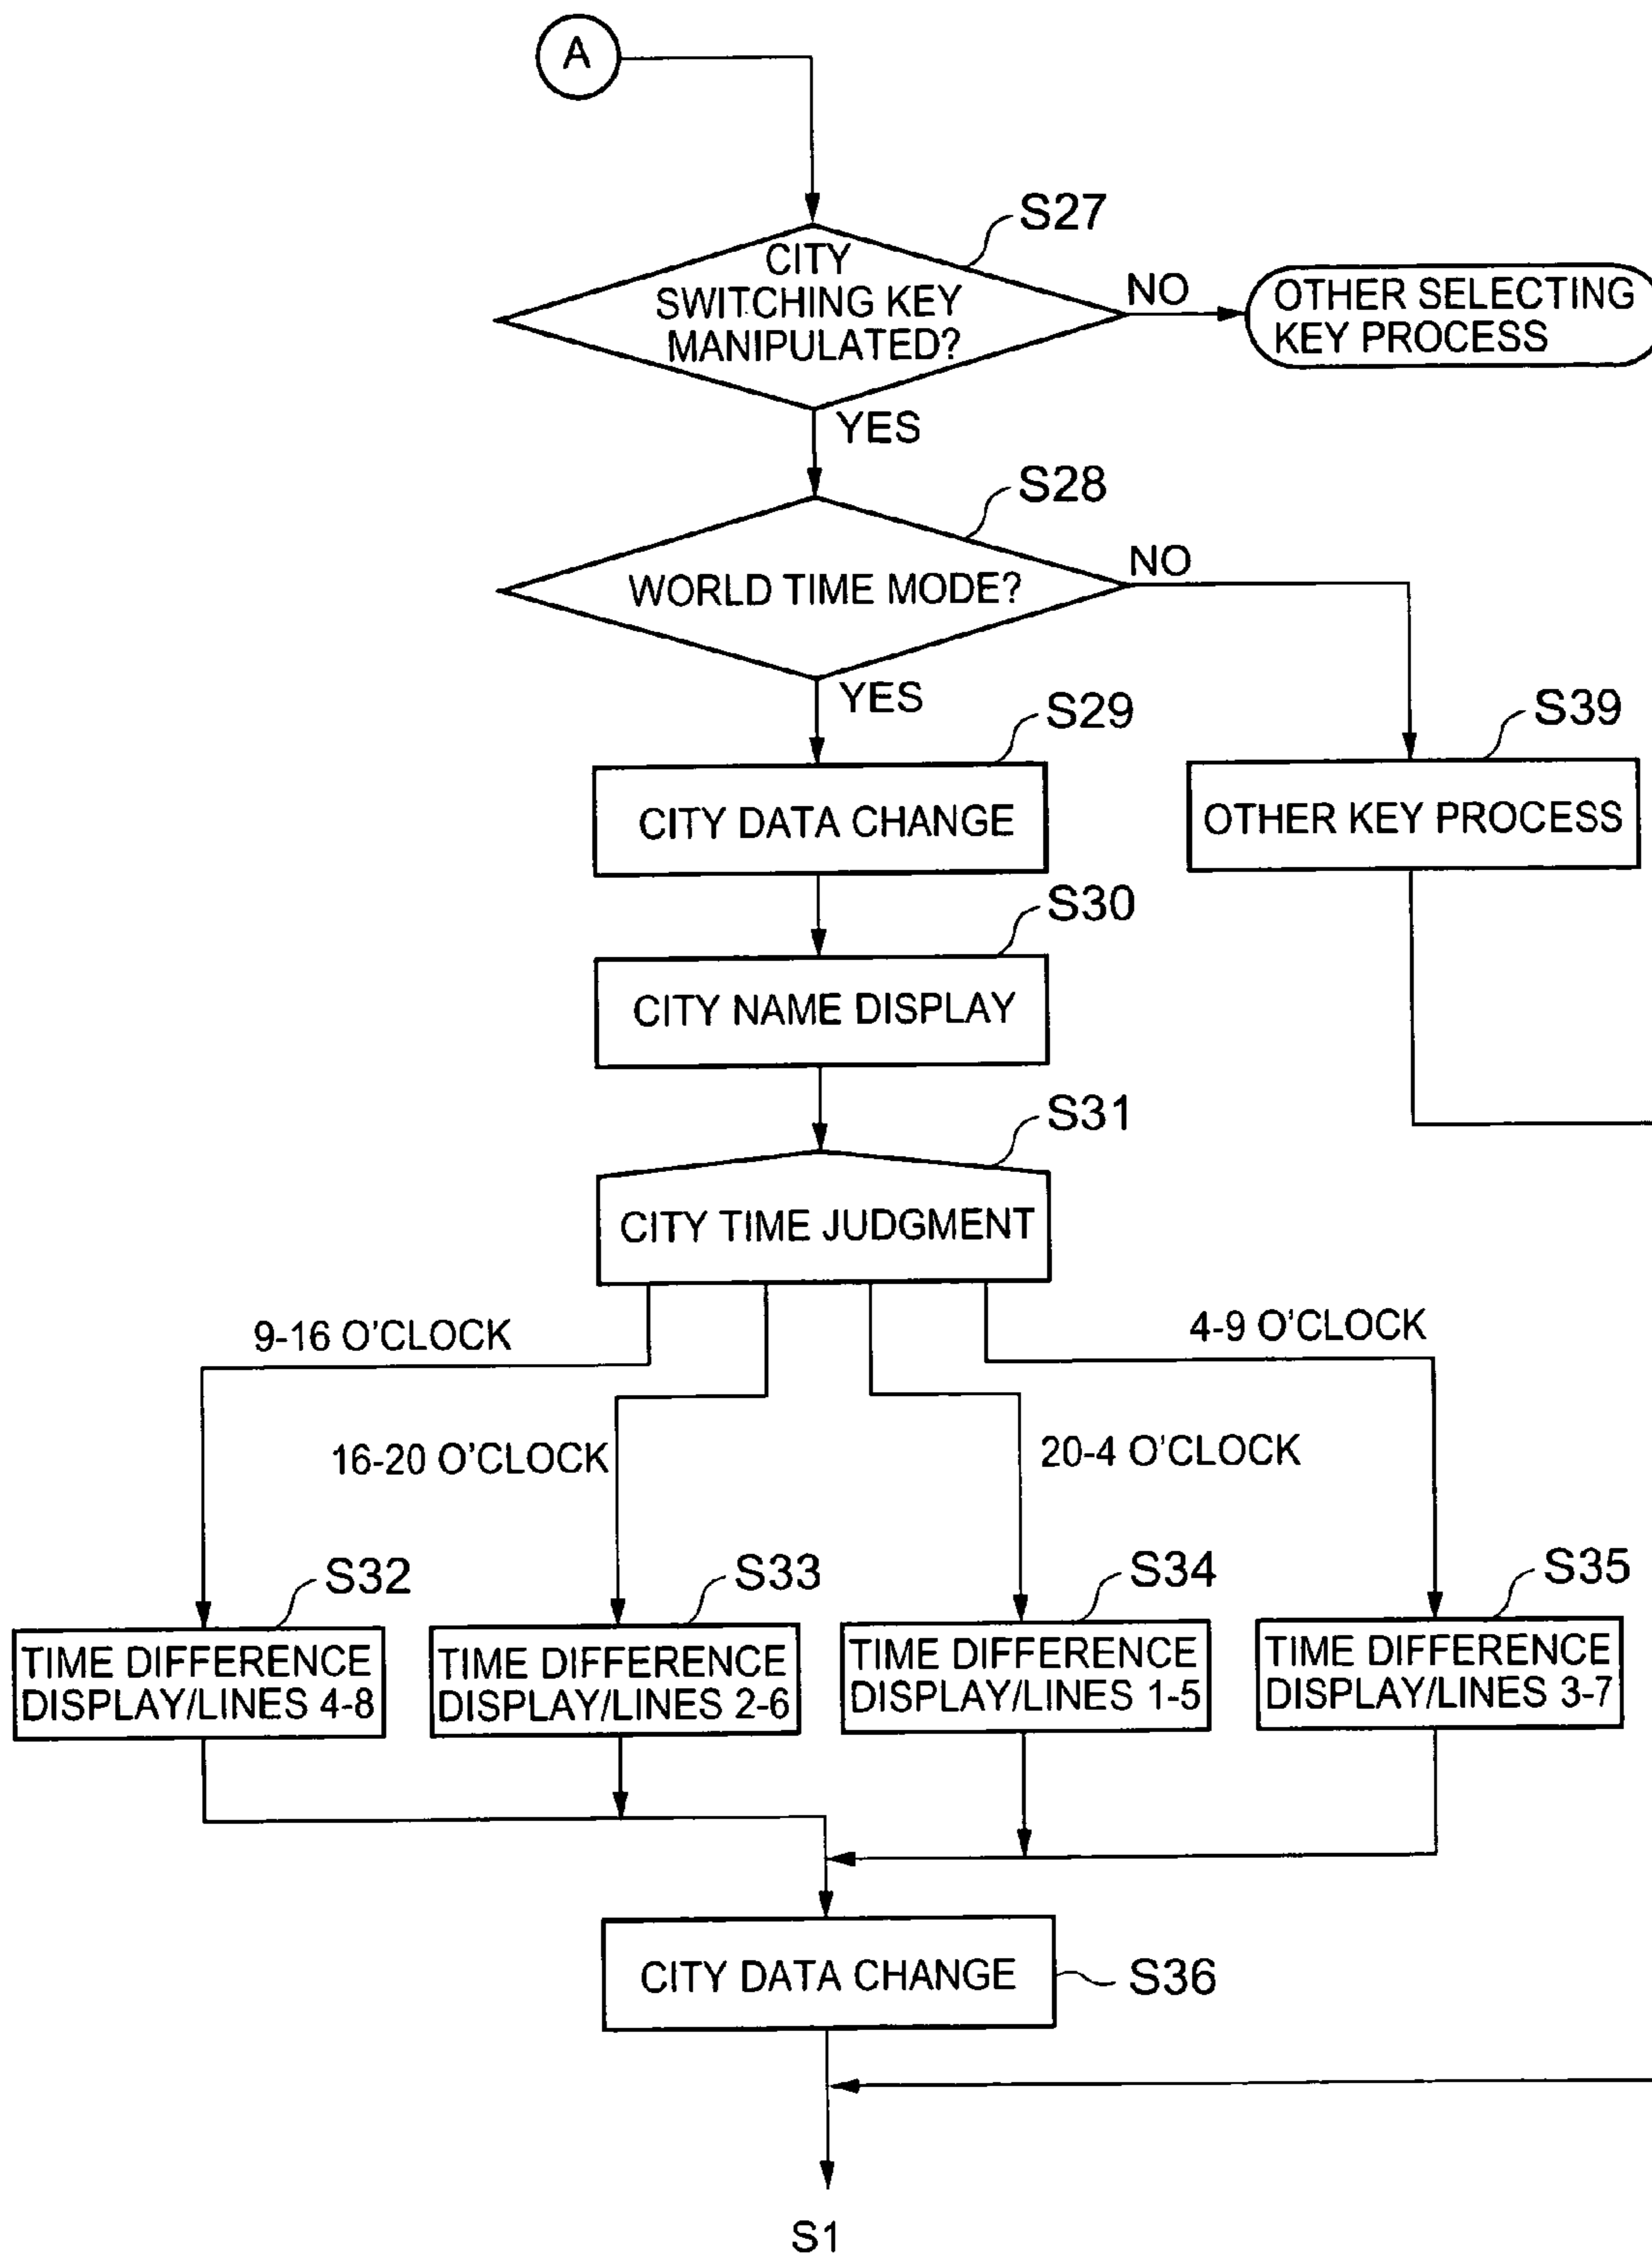 A
S27
CITY
SWITCHING KEY
MANIPULATED?
NO
OTHER SELECTING
KEY PROCESS
YES
S28
WORLD TIME MODE?
NO
YES
S29
CITY DATA CHANGE
S39
OTHER KEY PROCESS
S30
CITY NAME DISPLAY
S31
CITY TIME JUDGMENT
9-16 O'CLOCK
4-9 O'CLOCK
16-20 O'CLOCK
20-4 O'CLOCK
S32
S33
S34
S35
TIME DIFFERENCE
DISPLAY/LINES 4-8
TIME DIFFERENCE
DISPLAY/LINES 2-6
TIME DIFFERENCE
DISPLAY/LINES 1-5
TIME DIFFERENCE
DISPLAY/LINES 3-7
CITY DATA CHANGE
S36
S1